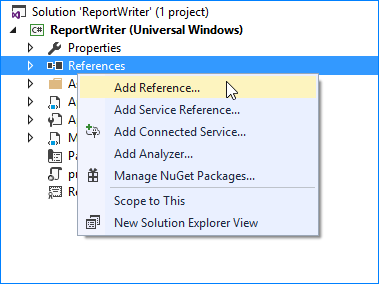 Solution 'ReportWriter' (1 project)
C# ReportWriter (Universal Windows)
Properties
References
Add Reference...
Add Service Reference...
Add Connected Service...
Add Analyzer...
Manage NuGet Packages...
Scope to This
New Solution Explorer View